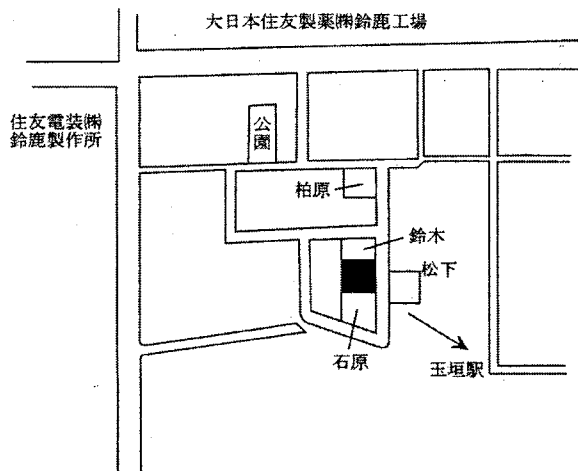 大日本住友製薬㈱鈴鹿工場
住友電装㈱
鈴鹿製作所
公園
柏原
鈴木
松下
石原
玉垣駅